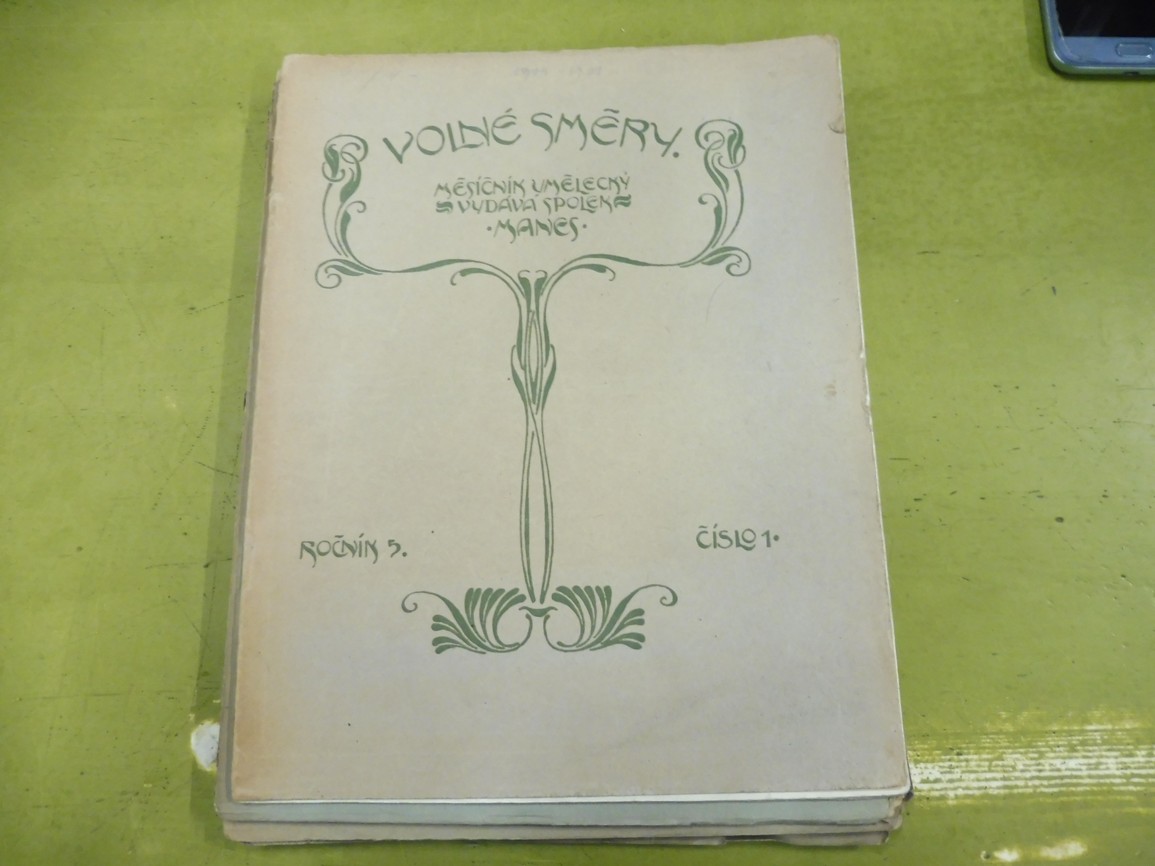 VOLNÉ SMĚRY.
MĚSÍČNÍK UMĚLECKÝ
VYDÁVÁ SPOLEK
·MANES·
ROČNÍK 5.
ČÍSLO 1·